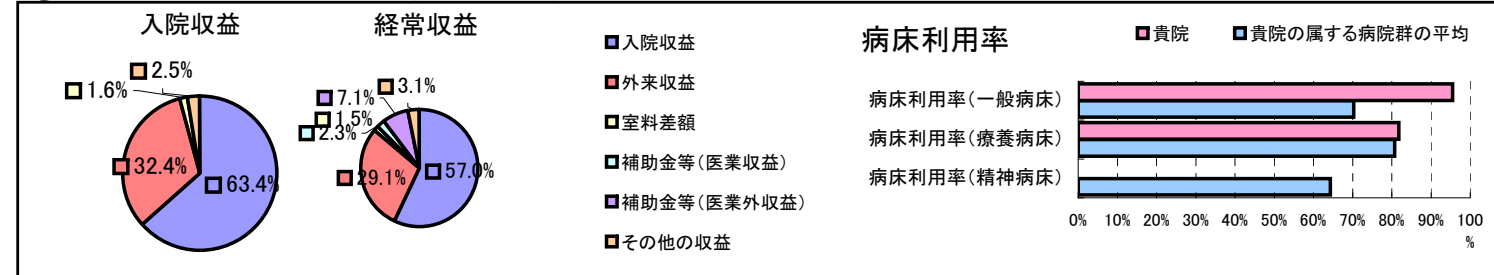 入院収益
2.5%
1.6%
32.4%
63.4%
経常収益
3.1%
7.1%
1.5%
2.3%
29.1%
57.0%
入院収益
外来収益
室料差額
補助金等(医業収益)
補助金等(医業外収益)
その他の収益
病床利用率
貴院
貴院の属する病院群の平均
病床利用率(一般病床)
病床利用率(療養病床)
病床利用率(精神病床)
0% 10% 20% 30% 40% 50% 60% 70% 80% 90% 100
%